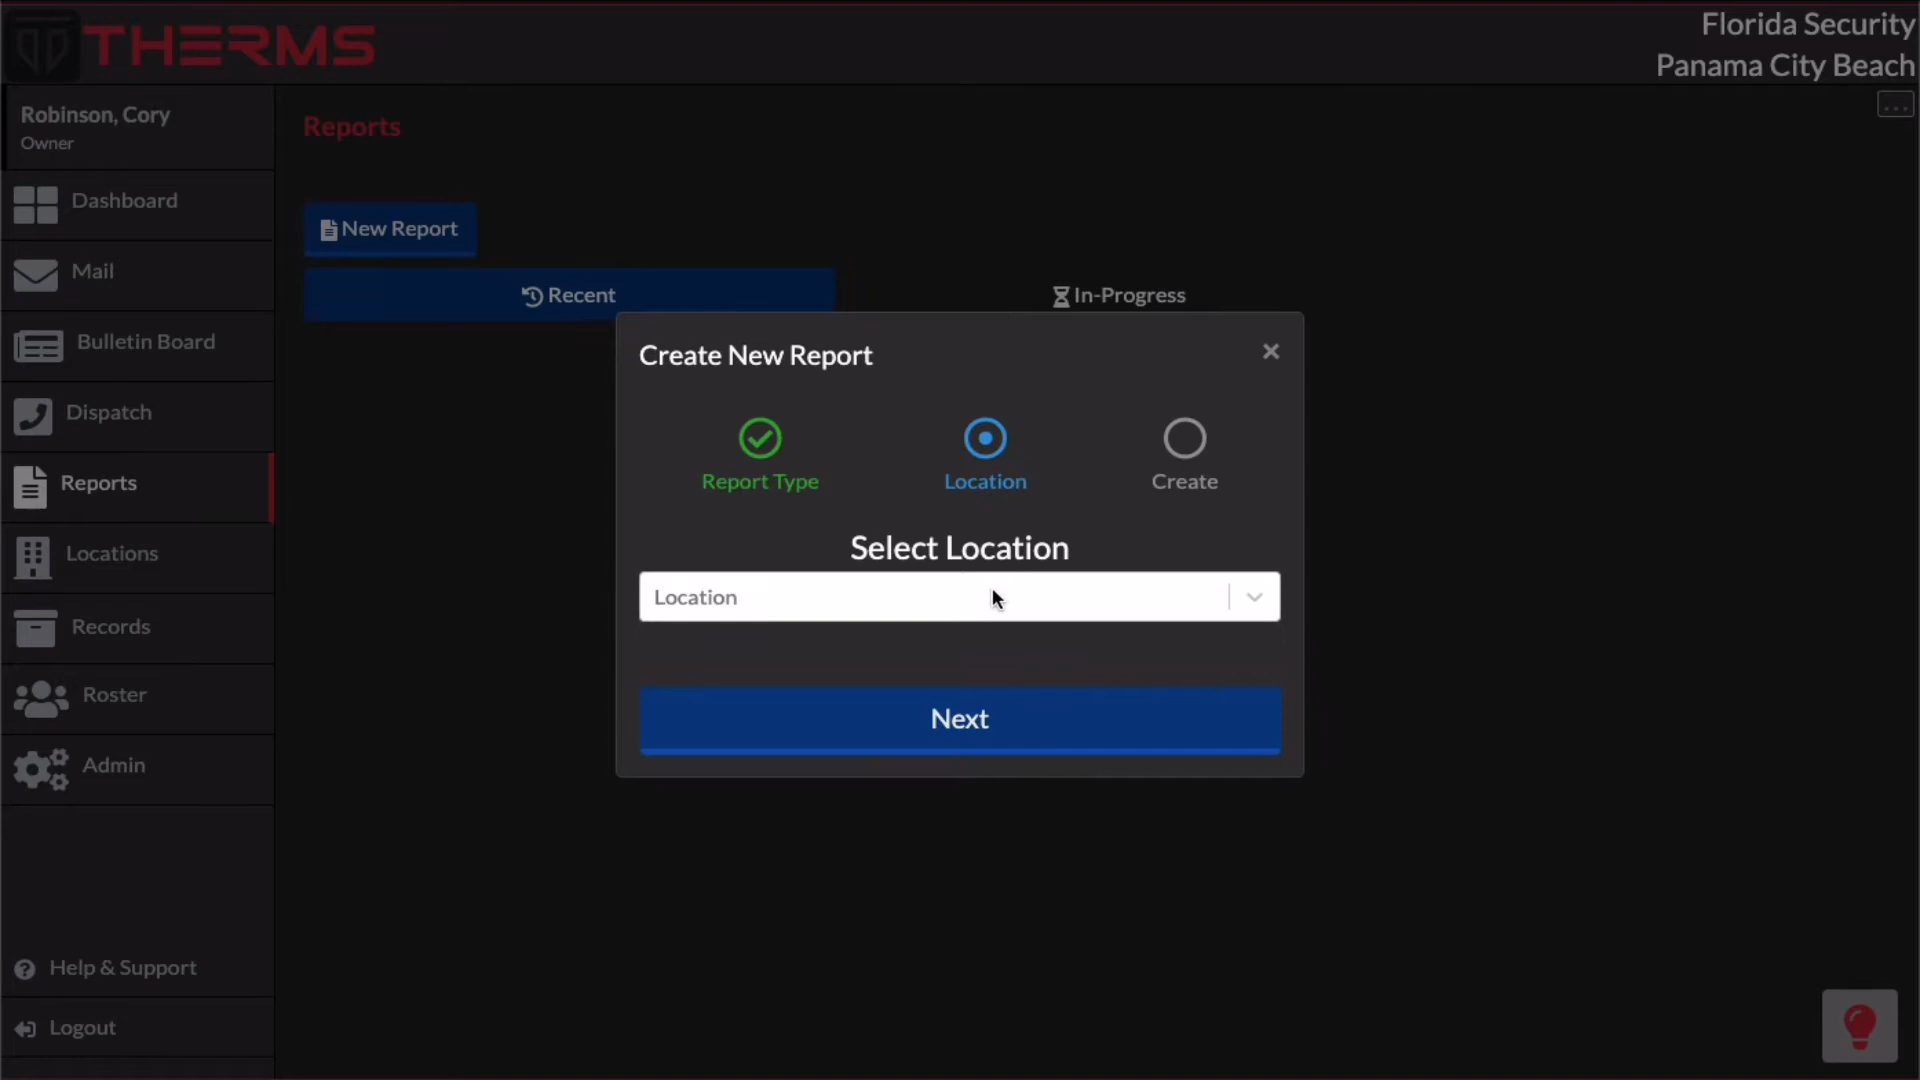 THERMS
Florida Security
Panama City Beach
Robinson, Cory
Owner
...
Reports
Dashboard
New Report
Mail
Recent
In-Progress
Bulletin Board
Create New Report
×
Dispatch
Report Type
Location
Create
Reports
Select Location
Locations
Location
Records
Roster
Next
Admin
Help & Support
Logout